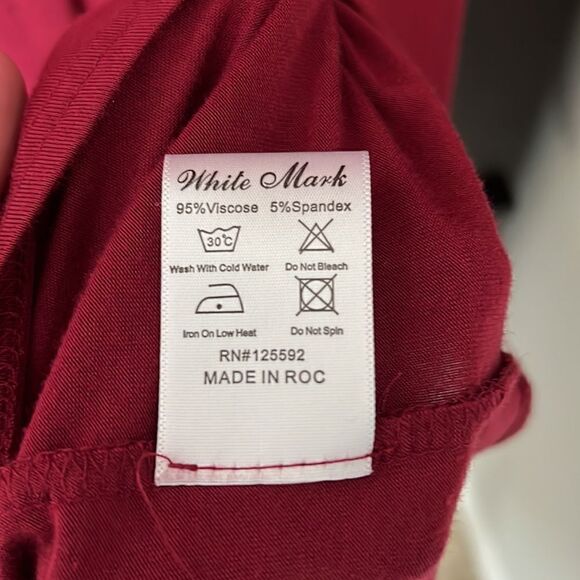 White Mark
95%Viscose 5%Spandex
30°C
Wash With Cold Water Do Not Bleach
Iron On Low Heat Do Not Spin
RN#125592
MADE IN ROC